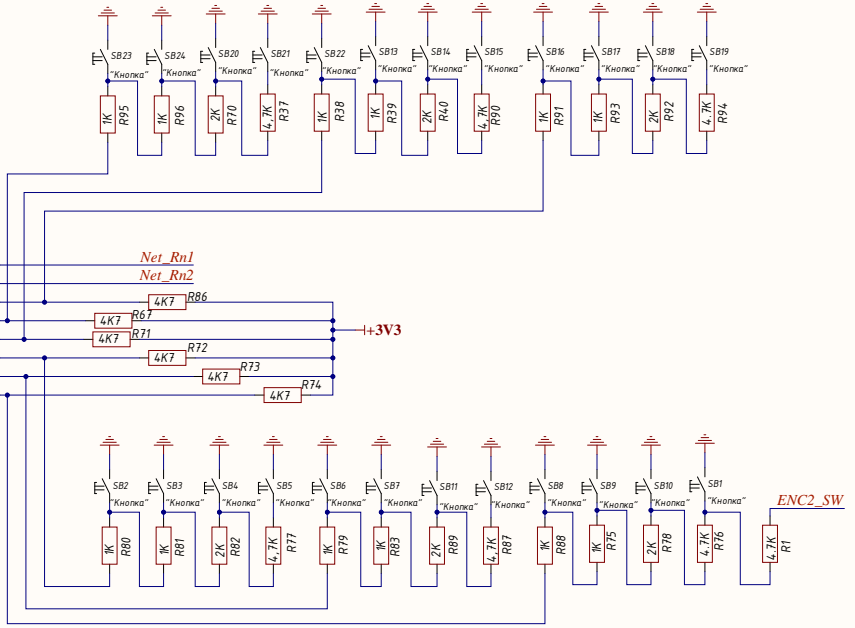 SB23 SB24 SB20 SB21 SB22 SB13 SB14 SB15 SB16 SB17 SB18 SB19
"Кнопка" "Кнопка" "Кнопка" "Кнопка" "Кнопка" "Кнопка" "Кнопка" "Кнопка" "Кнопка" "Кнопка" "Кнопка" "Кнопка"
1K R95 1K R96 2K R70 4,7K R37 1K R38 1K R39 2K R40 4,7K R90 1K R91 1K R93 2K R92 4.7K R94
Net_Rn1
Net_Rn2
4K7 R86
4K7 R67
+3V3
4K7 R71
4K7 R72
4K7 R73
4K7 R74
SB2 SB3 SB4 SB5 SB6 SB7 SB11 SB12 SB8 SB9 SB10 SB1
"Кнопка" "Кнопка" "Кнопка" "Кнопка" "Кнопка" "Кнопка" "Кнопка" "Кнопка" "Кнопка" "Кнопка" "Кнопка" "Кнопка"
ENC2_SW
1K R80 1K R81 2K R82 4,7K R77 1K R79 1K R83 2K R89 4,7K R87 1K R88 1K R75 2K R78 4.7K R76 4.7K R1